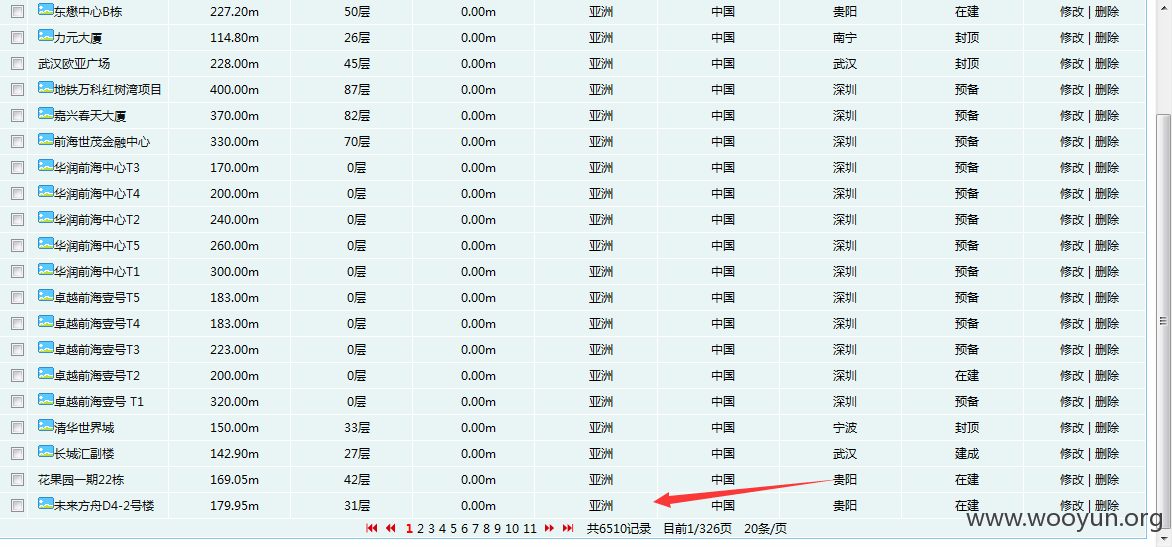 东懋中心B栋 227.20m 50层 0.00m 亚洲 中国 贵阳 在建 修改 | 删除
力元大厦 114.80m 26层 0.00m 亚洲 中国 南宁 封顶 修改 | 删除
武汉欧亚广场 228.00m 45层 0.00m 亚洲 中国 武汉 封顶 修改 | 删除
地铁万科红树湾项目 400.00m 87层 0.00m 亚洲 中国 深圳 预备 修改 | 删除
嘉兴春天大厦 370.00m 82层 0.00m 亚洲 中国 深圳 预备 修改 | 删除
前海世茂金融中心 330.00m 70层 0.00m 亚洲 中国 深圳 预备 修改 | 删除
华润前海中心T3 170.00m 0层 0.00m 亚洲 中国 深圳 预备 修改 | 删除
华润前海中心T4 200.00m 0层 0.00m 亚洲 中国 深圳 预备 修改 | 删除
华润前海中心T2 240.00m 0层 0.00m 亚洲 中国 深圳 预备 修改 | 删除
华润前海中心T5 260.00m 0层 0.00m 亚洲 中国 深圳 预备 修改 | 删除
华润前海中心T1 300.00m 0层 0.00m 亚洲 中国 深圳 预备 修改 | 删除
卓越前海壹号T5 183.00m 0层 0.00m 亚洲 中国 深圳 预备 修改 | 删除
卓越前海壹号T4 183.00m 0层 0.00m 亚洲 中国 深圳 预备 修改 | 删除
卓越前海壹号T3 223.00m 0层 0.00m 亚洲 中国 深圳 预备 修改 | 删除
卓越前海壹号T2 200.00m 0层 0.00m 亚洲 中国 深圳 在建 修改 | 删除
卓越前海壹号 T1 320.00m 0层 0.00m 亚洲 中国 深圳 预备 修改 | 删除
清华世界城 150.00m 33层 0.00m 亚洲 中国 宁波 封顶 修改 | 删除
长城汇副楼 142.90m 27层 0.00m 亚洲 中国 武汉 建成 修改 | 删除
花果园一期22栋 169.05m 42层 0.00m 亚洲 中国 贵阳 在建 修改 | 删除
未来方舟D4-2号楼 179.95m 31层 0.00m 亚洲 中国 贵阳 在建 修改 | 删除
1 2 3 4 5 6 7 8 9 10 11 共6510记录 目前1/326页 20条/页
www.wooyun.org